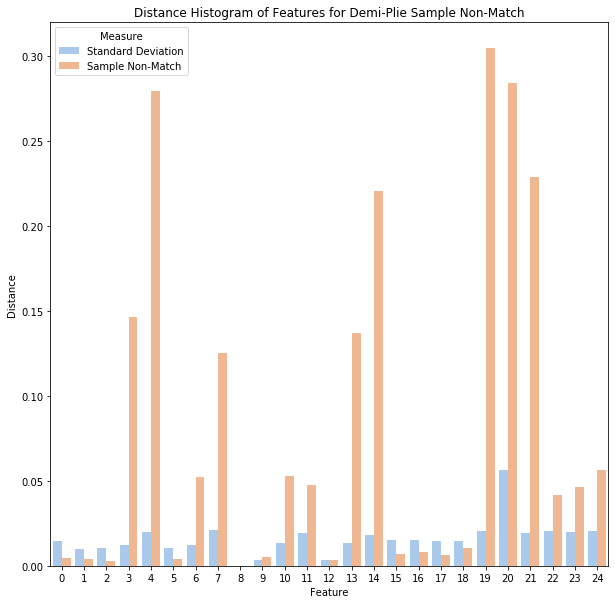 Distance Histogram of Features for Demi-Plie Sample Non-Match
Measure
Standard Deviation
Sample Non-Match
0.30
0.25
0.20
0.15
0.10
0.05
0.00
Distance
0 1 2 3 4 5 6 7 8 9 10 11 12 13 14 15 16 17 18 19 20 21 22 23 24
Feature